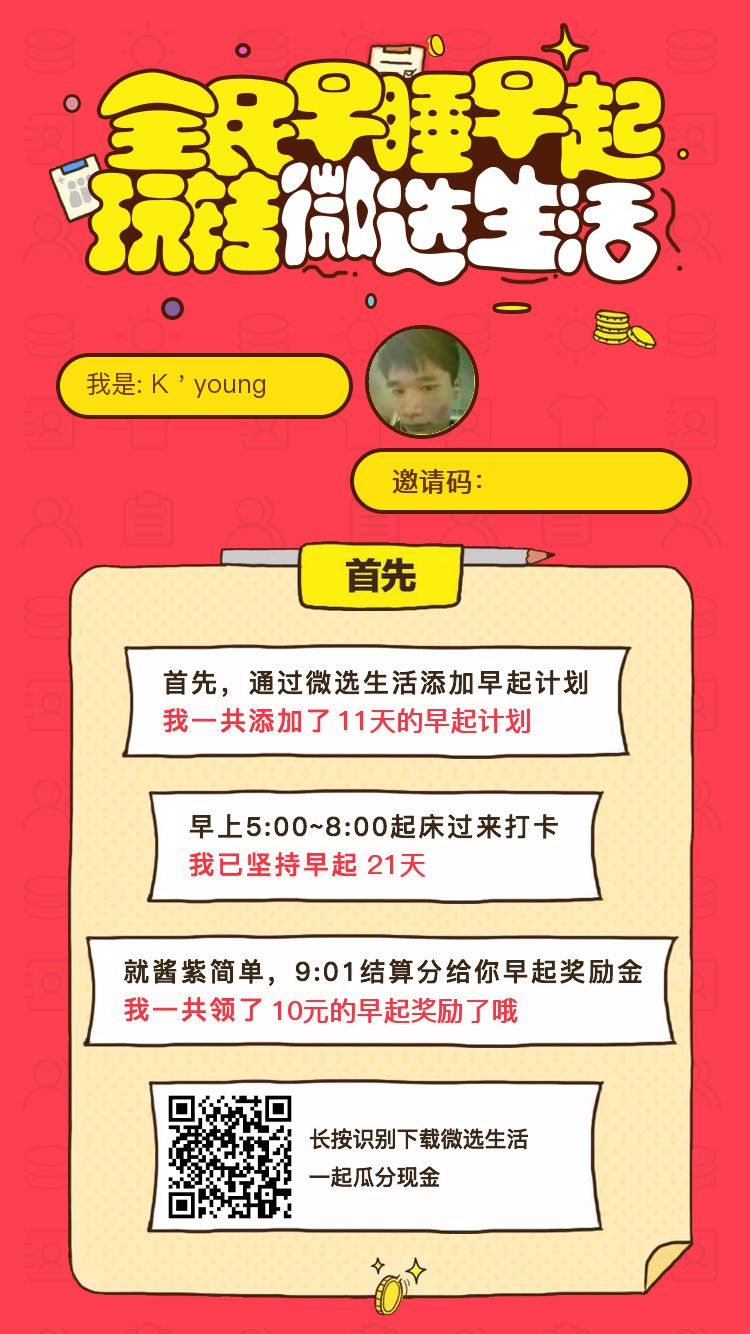 全民早睡早起
玩转微选生活
我是: K ’ young
邀请码:
首先
首先，通过微选生活添加早起计划
我一共添加了 11天的早起计划
早上5:00~8:00起床过来打卡
我已坚持早起 21天
就酱紫简单，9:01结算分给你早起奖励金
我一共领了 10元的早起奖励了哦
长按识别下载微选生活
一起瓜分现金